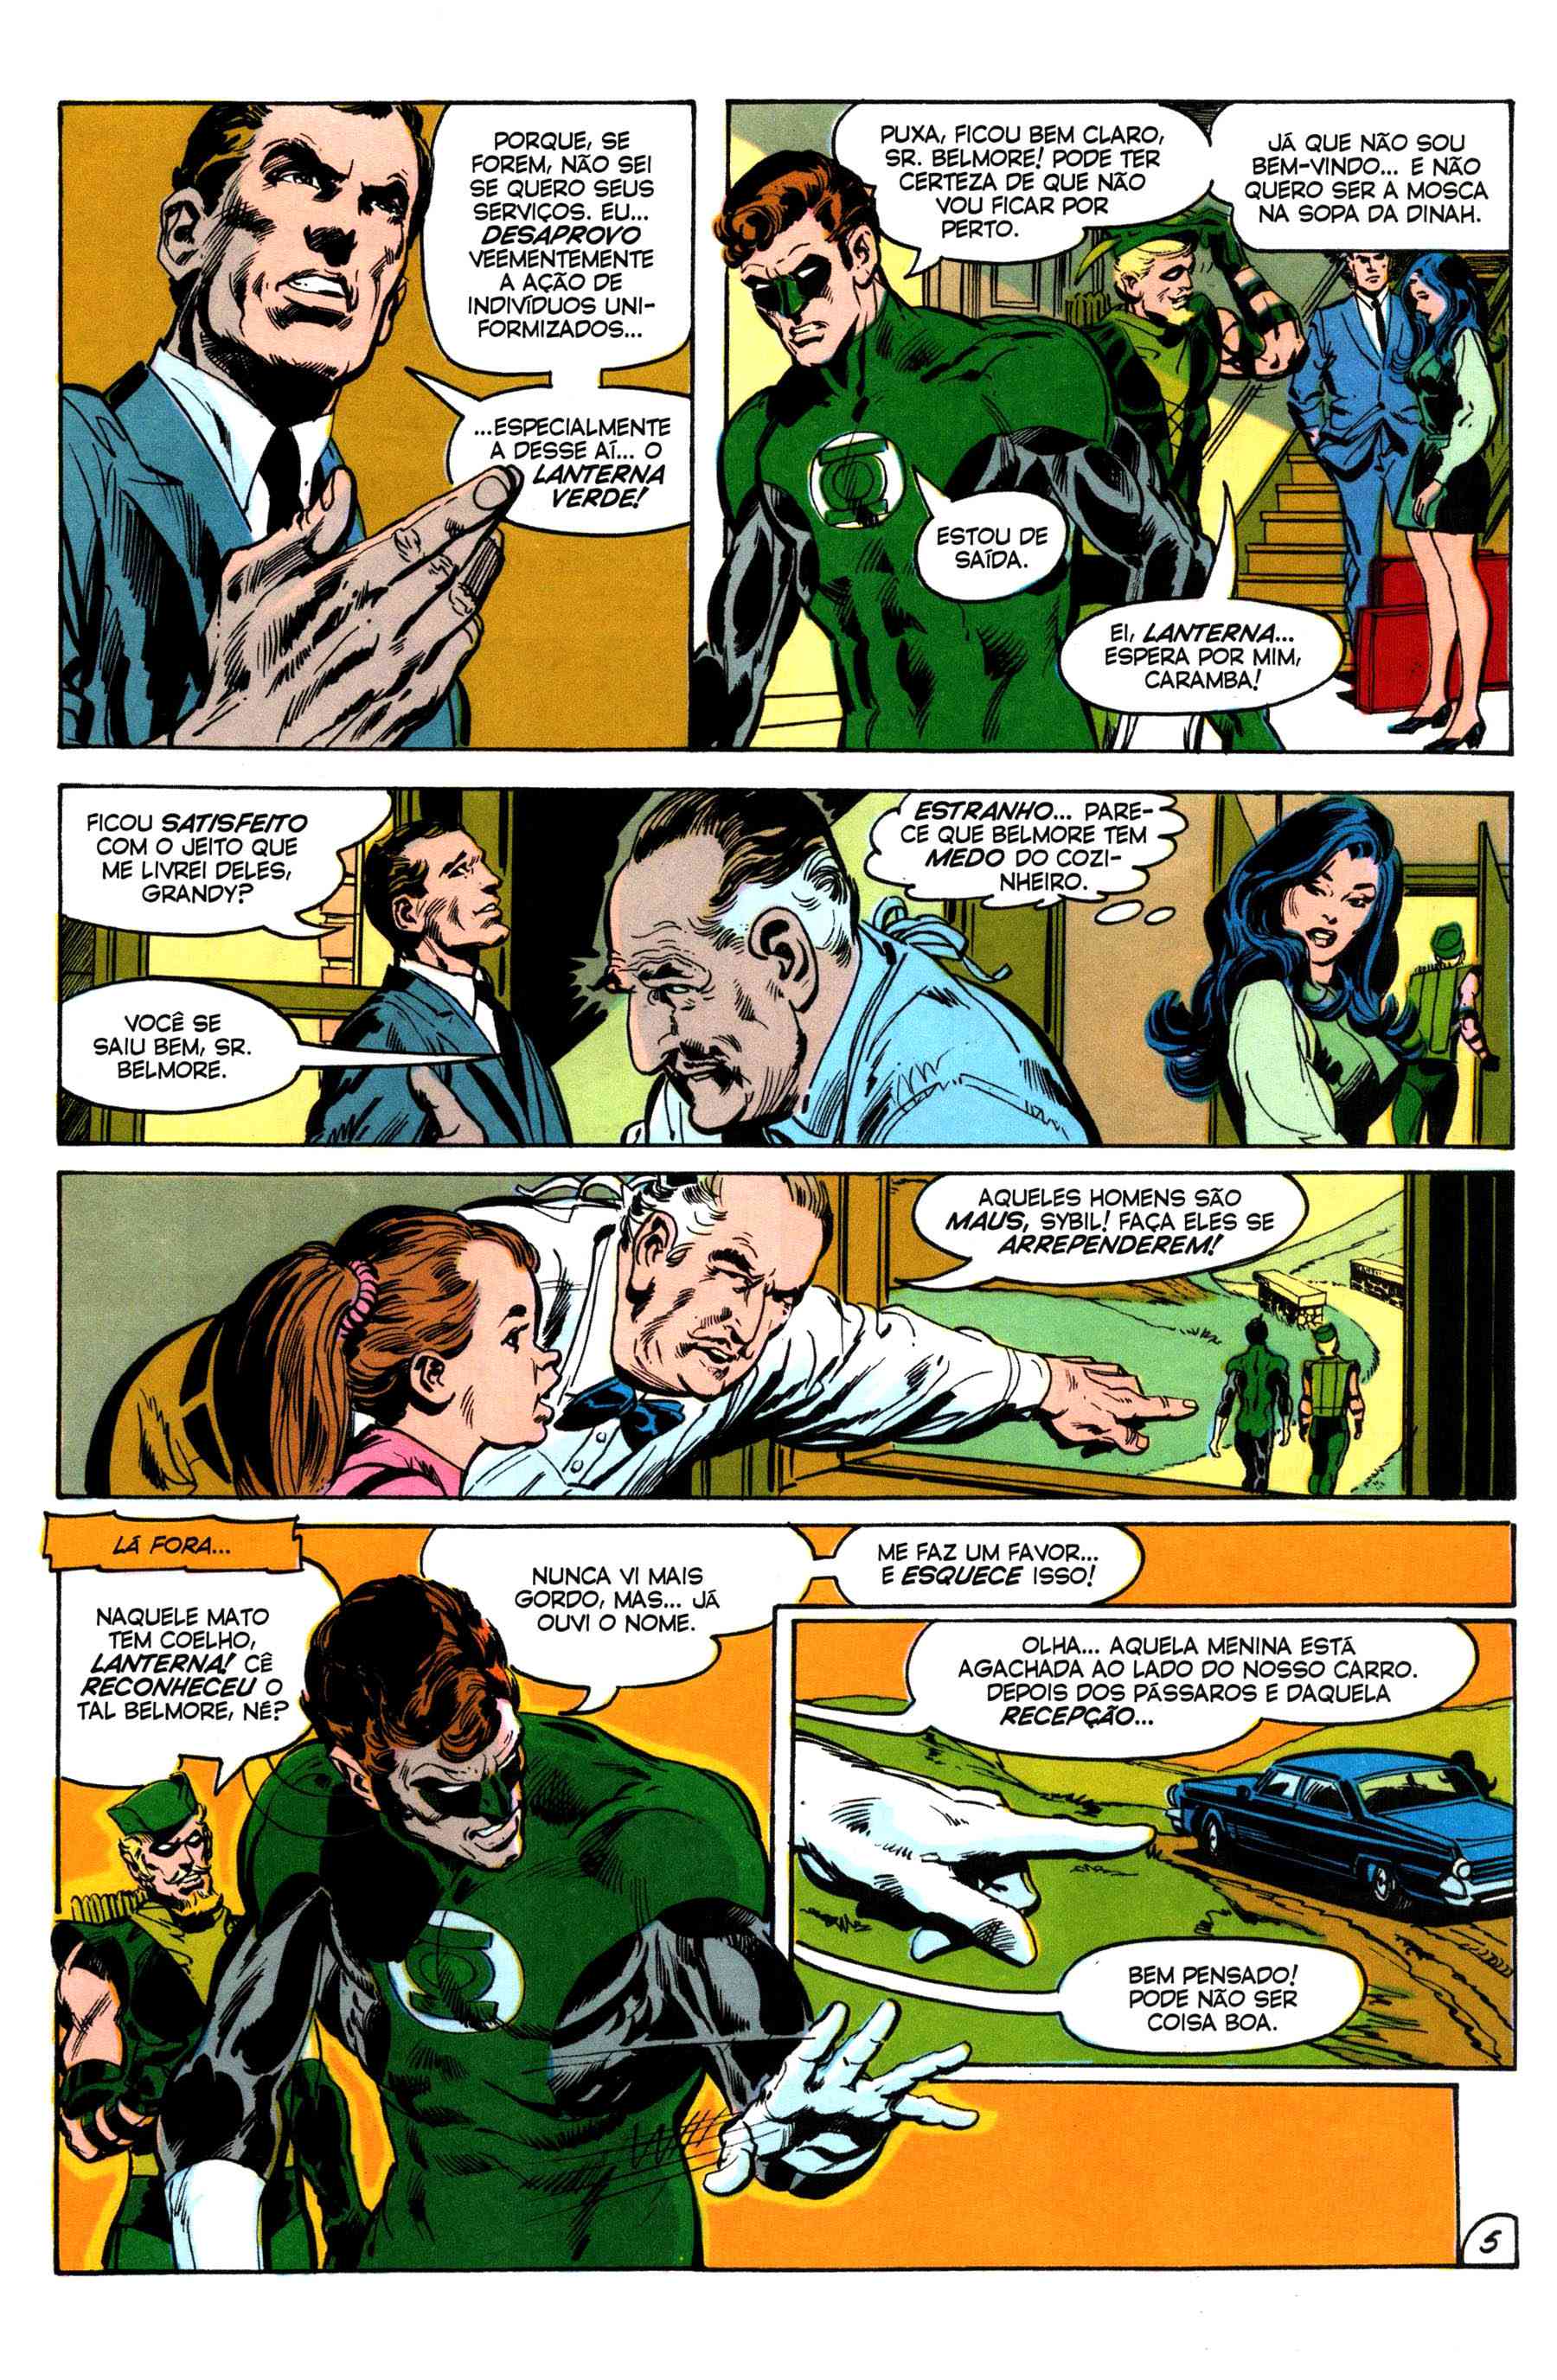 PORQUE, SE
FOREM, NÃO SEI
SE QUERO SEUS
SERVIÇOS. EU...
DESAPROVO
VEEMENTEMENTE
A AÇÃO DE
INDIVÍDUOS UNI-
FORMIZADOS...
...ESPECIALMENTE
A DESSE AÍ... O
LANTERNA
VERDE!
PUXA, FICOU BEM CLARO,
SR. BELMORE! PODE TER
CERTEZA DE QUE NÃO
VOU FICAR POR
PERTO.
JÁ QUE NÃO SOU
BEM-VINDO... E NÃO
QUERO SER A MOSCA
NA SOPA DA DINAH.
ESTOU DE
SAÍDA.
EI, LANTERNA...
ESPERA POR MIM,
CARAMBA!
FICOU SATISFEITO
COM O JEITO QUE
ME LIVREI DELES,
GRANDY?
VOCÊ SE
SAIU BEM, SR.
BELMORE.
ESTRANHO... PARE-
CE QUE BELMORE TEM
MEDO DO COZI-
NHEIRO.
AQUELES HOMENS SÃO
MAUS, SYBIL! FAÇA ELES SE
ARREPENDEREM!
LÁ FORA...
NAQUELE MATO
TEM COELHO,
LANTERNA! CÊ
RECONHECEU O
TAL BELMORE, NÉ?
NUNCA VI MAIS
GORDO, MAS... JÁ
OUVI O NOME.
ME FAZ UM FAVOR...
E ESQUECE ISSO!
OLHA... AQUELA MENINA ESTÁ
AGACHADA AO LADO DO NOSSO CARRO.
DEPOIS DOS PÁSSAROS E DAQUELA
RECEPÇÃO...
BEM PENSADO!
PODE NÃO SER
COISA BOA.
5